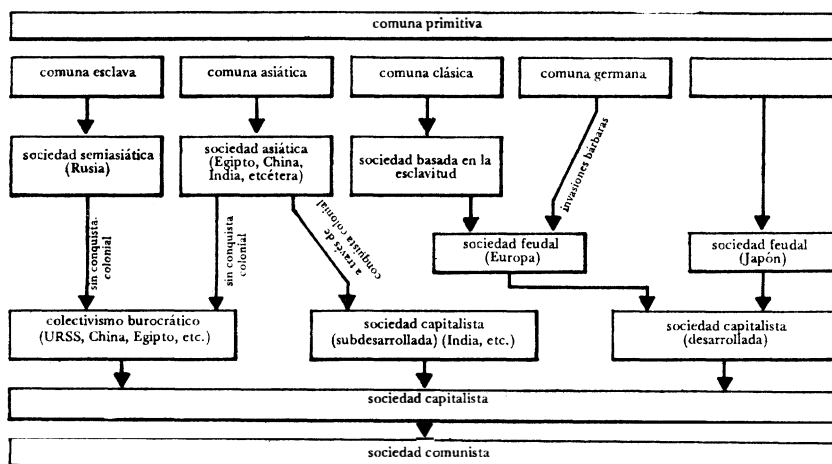 comuna primitiva
comuna esclava
comuna asiática
comuna clásica
comuna germana
sociedad semiasiática
(Rusia)
sociedad asiática
(Egipto, China,
India, etcétera)
sociedad basada en la
esclavitud
invasiones bárbaras
sin conquista
colonial
sin conquista
colonial
a través de
conquista colonial
sociedad feudal
(Europa)
sociedad feudal
(Japón)
colectivismo burocrático
(URSS, China, Egipto, etc.)
sociedad capitalista
(subdesarrollada) (India, etc.)
sociedad capitalista
(desarrollada)
sociedad capitalista
sociedad comunista